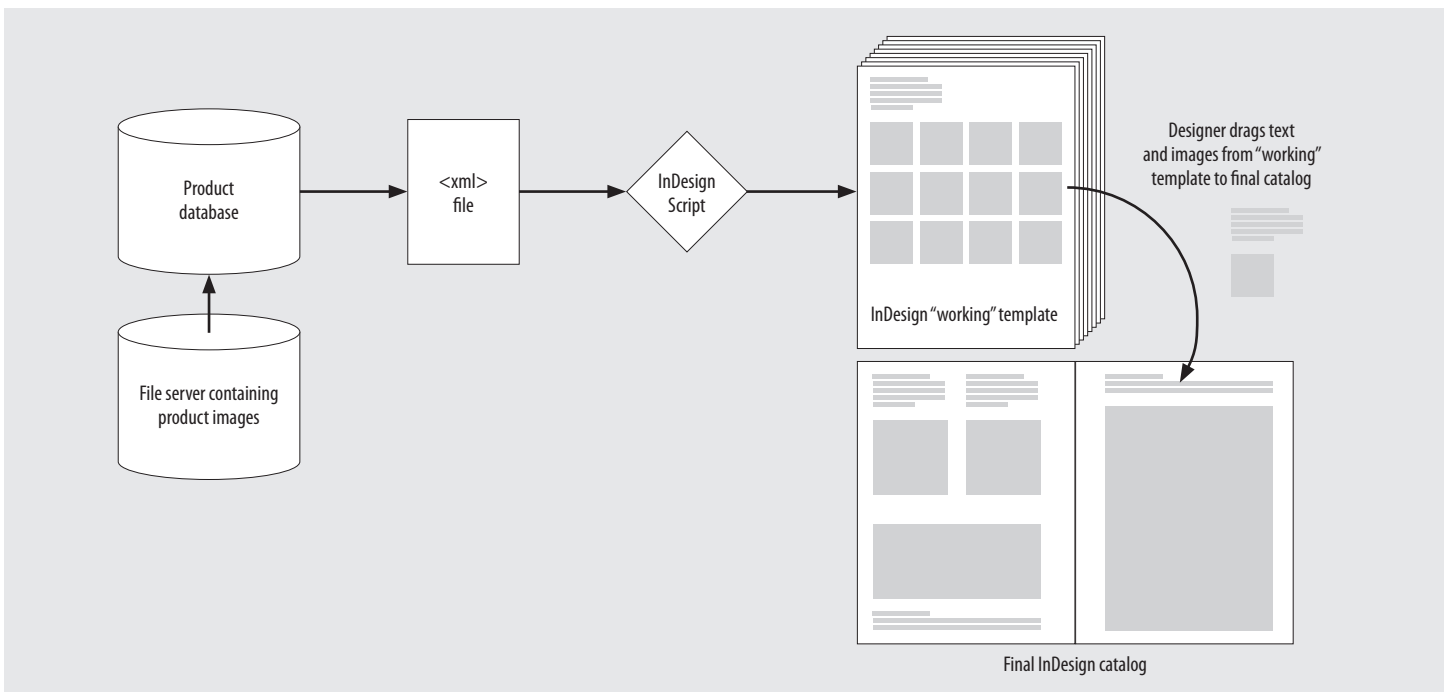 Product
database
File server containing
product images
<xml>
file
InDesign
Script
InDesign “working” template
Designer drags text
and images from “working”
template to final catalog
Final InDesign catalog